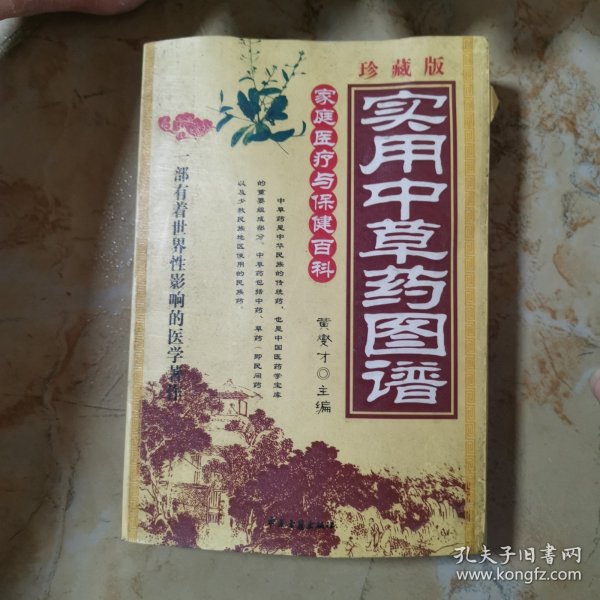 珍藏版
实用中草药图谱
家庭医疗与保健百科
黄燮才◎主编
中草药是中华民族的传统药，也是中国医药学宝库
的重要组成部分。中草药包括中药、草药（即民间药）
以及少数民族地区使用的民族药。
一部有着世界性影响的医学著作
孔夫子旧书网
www.kongfz.com